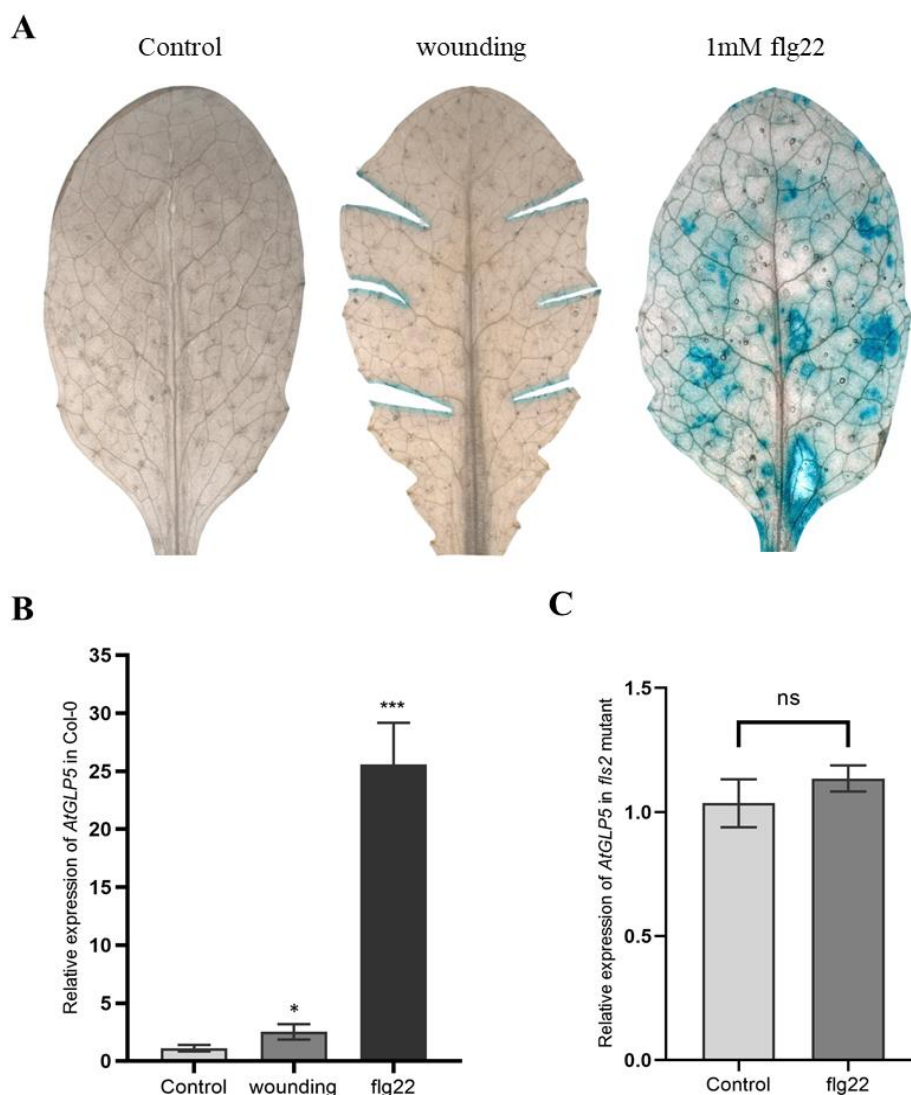 A
Control
wounding
1mM flg22
B
Relative expression of AtGLP5 in Col-0
35
30
25
20
15
10
5
0
*
***
Control
wounding
flg22
C
Relative expression of AtGLP5 in fls2 mutant
1.5
1.0
0.5
0.0
ns
Control
flg22